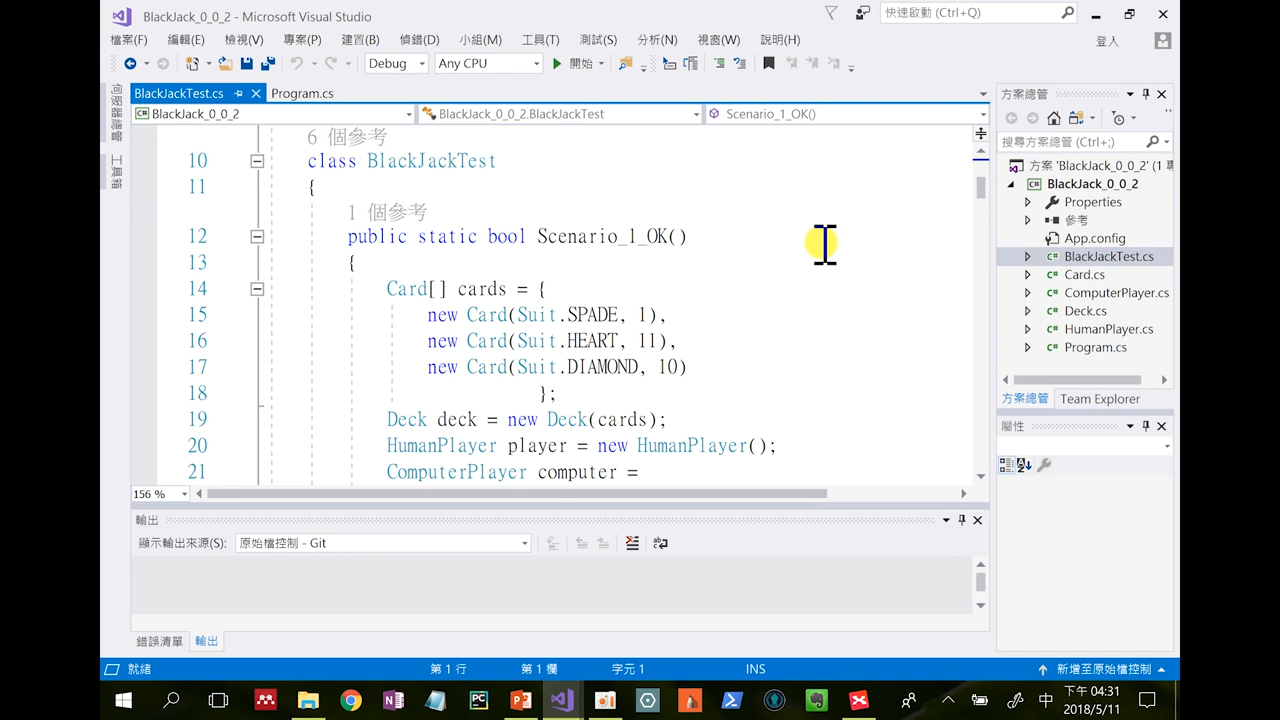 BlackJack_0_0_2 - Microsoft Visual Studio
快速啟動 (Ctrl+Q)
檔案(F) 編輯(E) 檢視(V) 專案(P) 建置(B) 偵錯(D) 小組(M) 工具(T) 測試(S) 分析(N) 視窗(W) 說明(H)
登入
Debug Any CPU 開始
伺服器總管
工具箱
BlackJackTest.cs Program.cs
BlackJack_0_0_2 BlackJack_0_0_2.BlackJackTest Scenario_1_OK()
6 個參考
10 class BlackJackTest
11 {
1 個參考
12 public static bool Scenario_1_OK()
13 {
14 Card[] cards = {
15 new Card(Suit.SPADE, 1),
16 new Card(Suit.HEART, 11),
17 new Card(Suit.DIAMOND, 10)
18 };
19 Deck deck = new Deck(cards);
20 HumanPlayer player = new HumanPlayer();
21 ComputerPlayer computer =
156 %
輸出
顯示輸出來源(S): 原始檔控制 - Git
錯誤清單 輸出
方案總管
搜尋方案總管 (Ctrl+;)
方案 'BlackJack_0_0_2' (1 專
BlackJack_0_0_2
Properties
參考
App.config
BlackJackTest.cs
Card.cs
ComputerPlayer.cs
Deck.cs
HumanPlayer.cs
Program.cs
方案總管 Team Explorer
屬性
就緒 第 1 行 第 1 欄 字元 1 INS 新增至原始檔控制
中 下午 04:31
2018/5/11